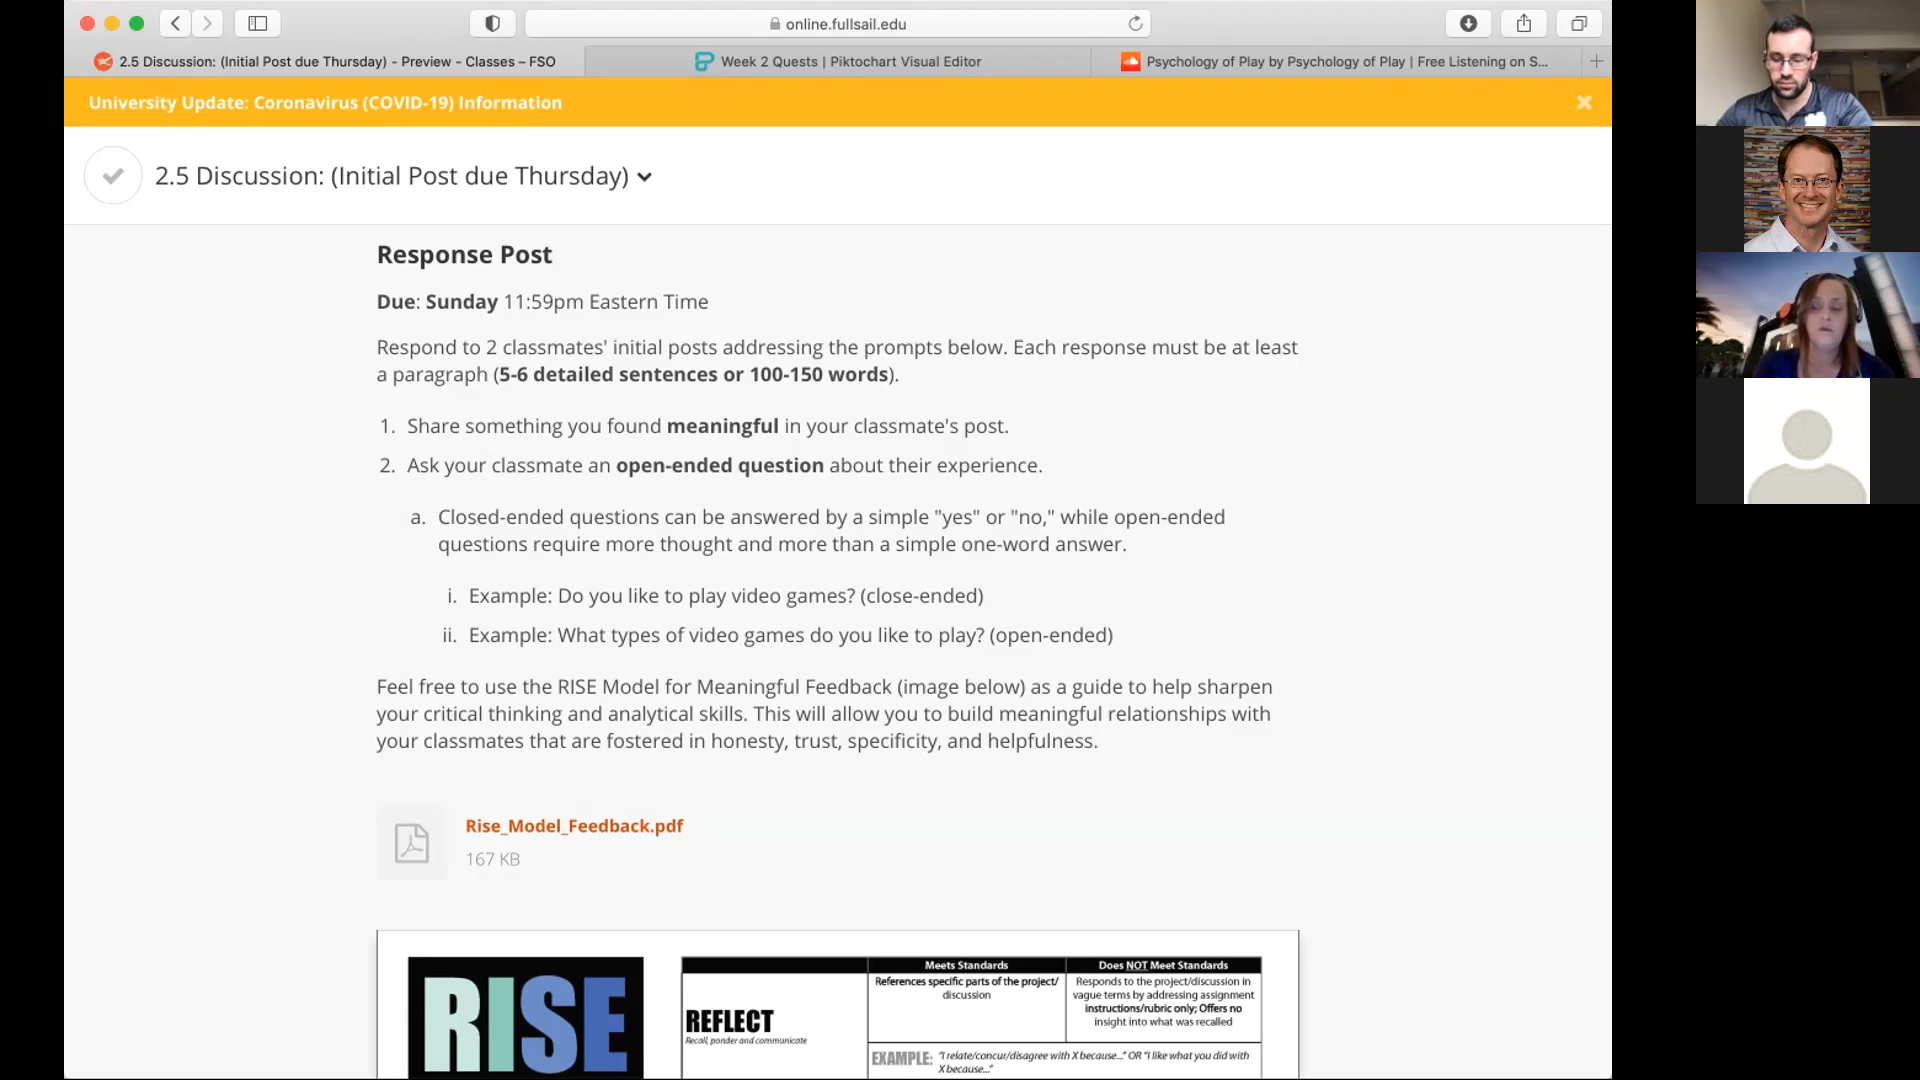 online.fullsail.edu
2.5 Discussion: (Initial Post due Thursday) - Preview - Classes – FSO
Week 2 Quests | Piktochart Visual Editor
Psychology of Play by Psychology of Play | Free Listening on S...
University Update: Coronavirus (COVID-19) Information
2.5 Discussion: (Initial Post due Thursday)
Response Post
Due: Sunday 11:59pm Eastern Time
Respond to 2 classmates' initial posts addressing the prompts below. Each response must be at least
a paragraph (5-6 detailed sentences or 100-150 words).
1. Share something you found meaningful in your classmate's post.
2. Ask your classmate an open-ended question about their experience.
a. Closed-ended questions can be answered by a simple "yes" or "no," while open-ended
questions require more thought and more than a simple one-word answer.
i. Example: Do you like to play video games? (close-ended)
ii. Example: What types of video games do you like to play? (open-ended)
Feel free to use the RISE Model for Meaningful Feedback (image below) as a guide to help sharpen
your critical thinking and analytical skills. This will allow you to build meaningful relationships with
your classmates that are fostered in honesty, trust, specificity, and helpfulness.
Rise_Model_Feedback.pdf
167 KB
RISE
Meets Standards
Does NOT Meet Standards
REFLECT
Recall, ponder and communicate
References specific parts of the project/
discussion
Responds to the project/discussion in
vague terms by addressing assignment
instructions/rubric only; Offers no
insight into what was recalled
EXAMPLE: "I relate/concur/disagree with X because..." OR "I like what you did with
X because..."